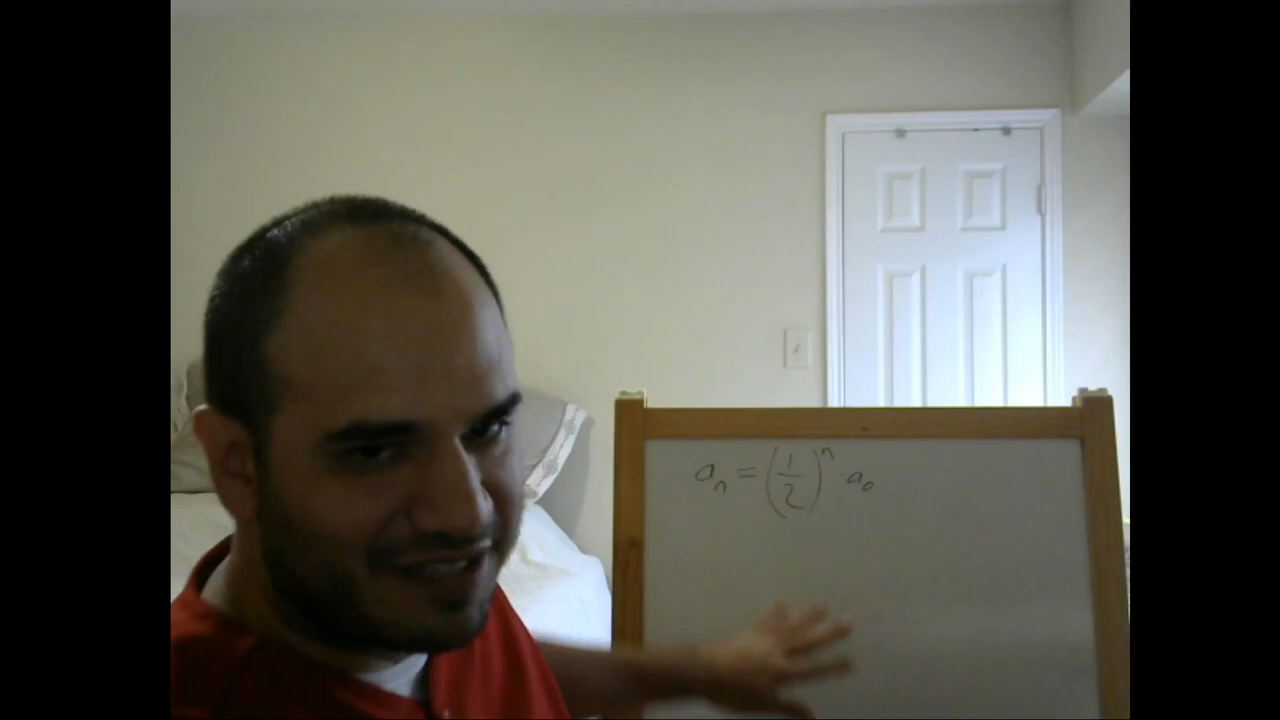 aₙ = (1/2)ⁿ · a₀